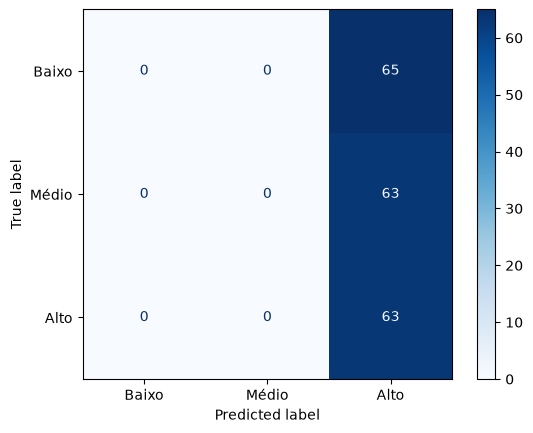 Baixo 0 0 65
Médio 0 0 63
Alto 0 0 63
Baixo Médio Alto
Predicted label
True label
60
50
40
30
20
10
0